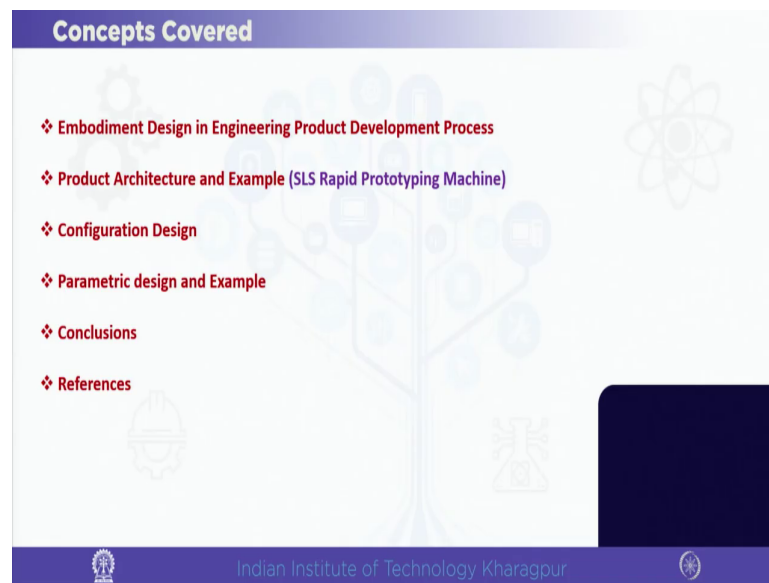 Concepts Covered
❖ Embodiment Design in Engineering Product Development Process
❖ Product Architecture and Example (SLS Rapid Prototyping Machine)
❖ Configuration Design
❖ Parametric design and Example
❖ Conclusions
❖ References
Indian Institute of Technology Kharagpur